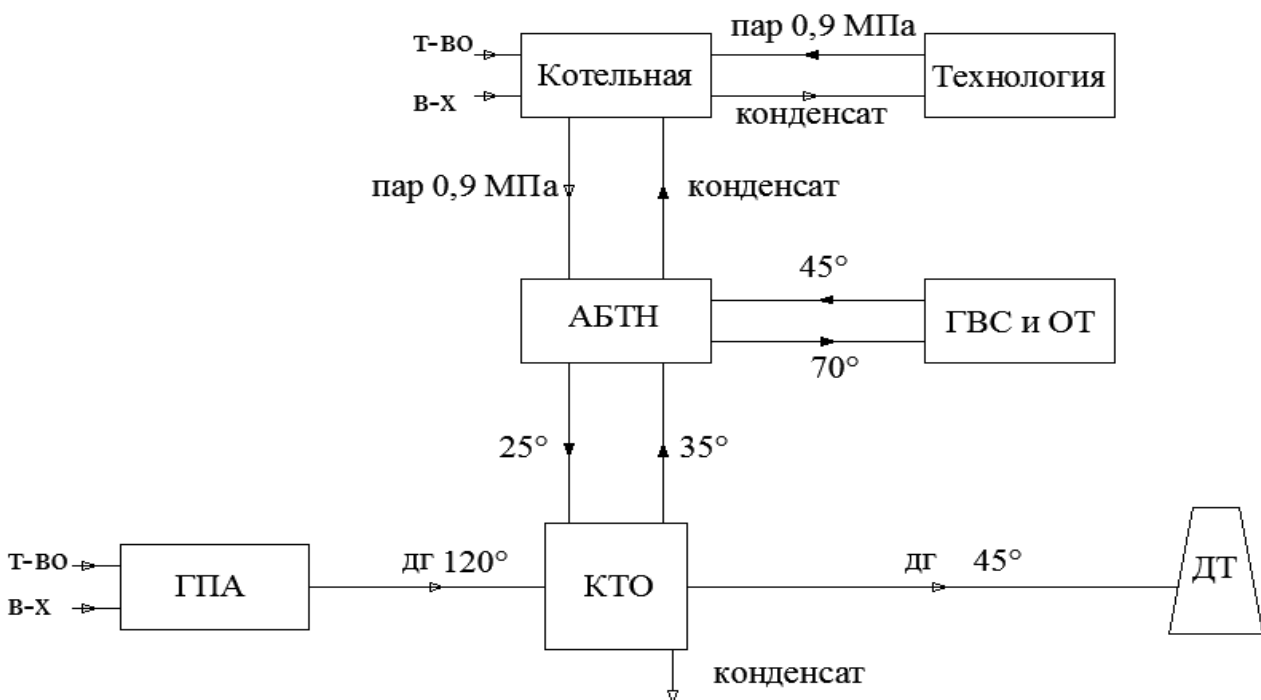 т-во
пар 0,9 МПа
Котельная
Технология
в-х
конденсат
пар 0,9 МПа
конденсат
45°
АБТН
ГВС и ОТ
70°
25°
35°
т-во
дг 120°
дг 45°
ГПА
КТО
ДТ
в-х
конденсат